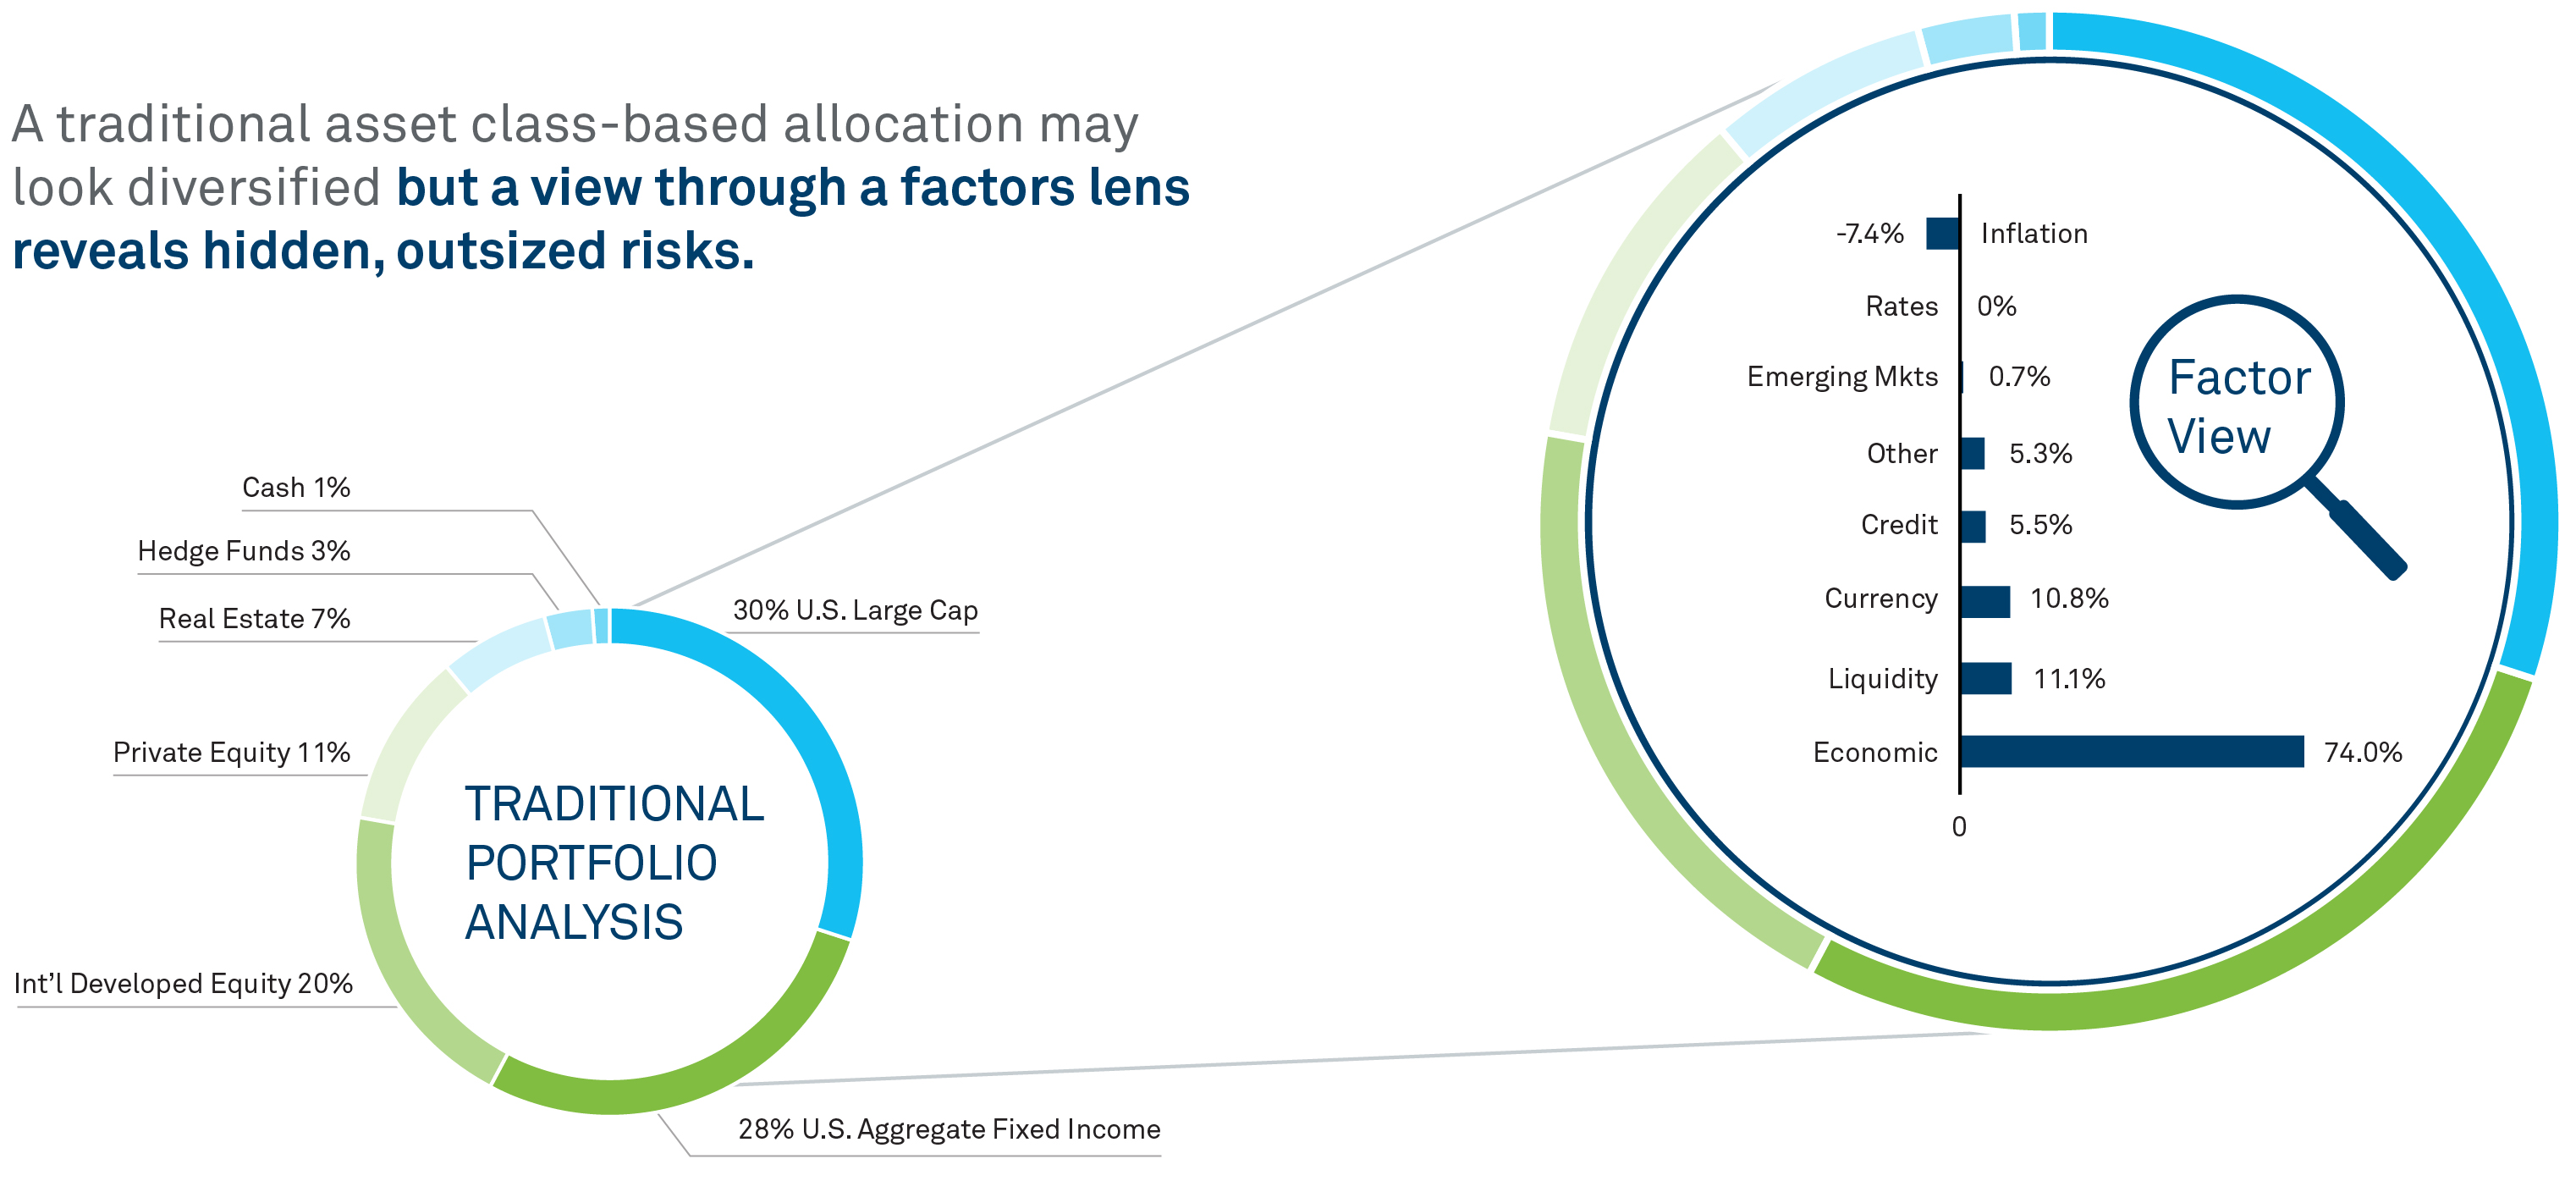 A traditional asset class-based allocation may
look diversified but a view through a factors lens
reveals hidden, outsized risks.
Cash 1%
Hedge Funds 3%
Real Estate 7%
Private Equity 11%
Int’l Developed Equity 20%
30% U.S. Large Cap
28% U.S. Aggregate Fixed Income
TRADITIONAL
PORTFOLIO
ANALYSIS
-7.4% Inflation
Rates 0%
Emerging Mkts 0.7%
Other 5.3%
Credit 5.5%
Currency 10.8%
Liquidity 11.1%
Economic 74.0%
0
Factor
View